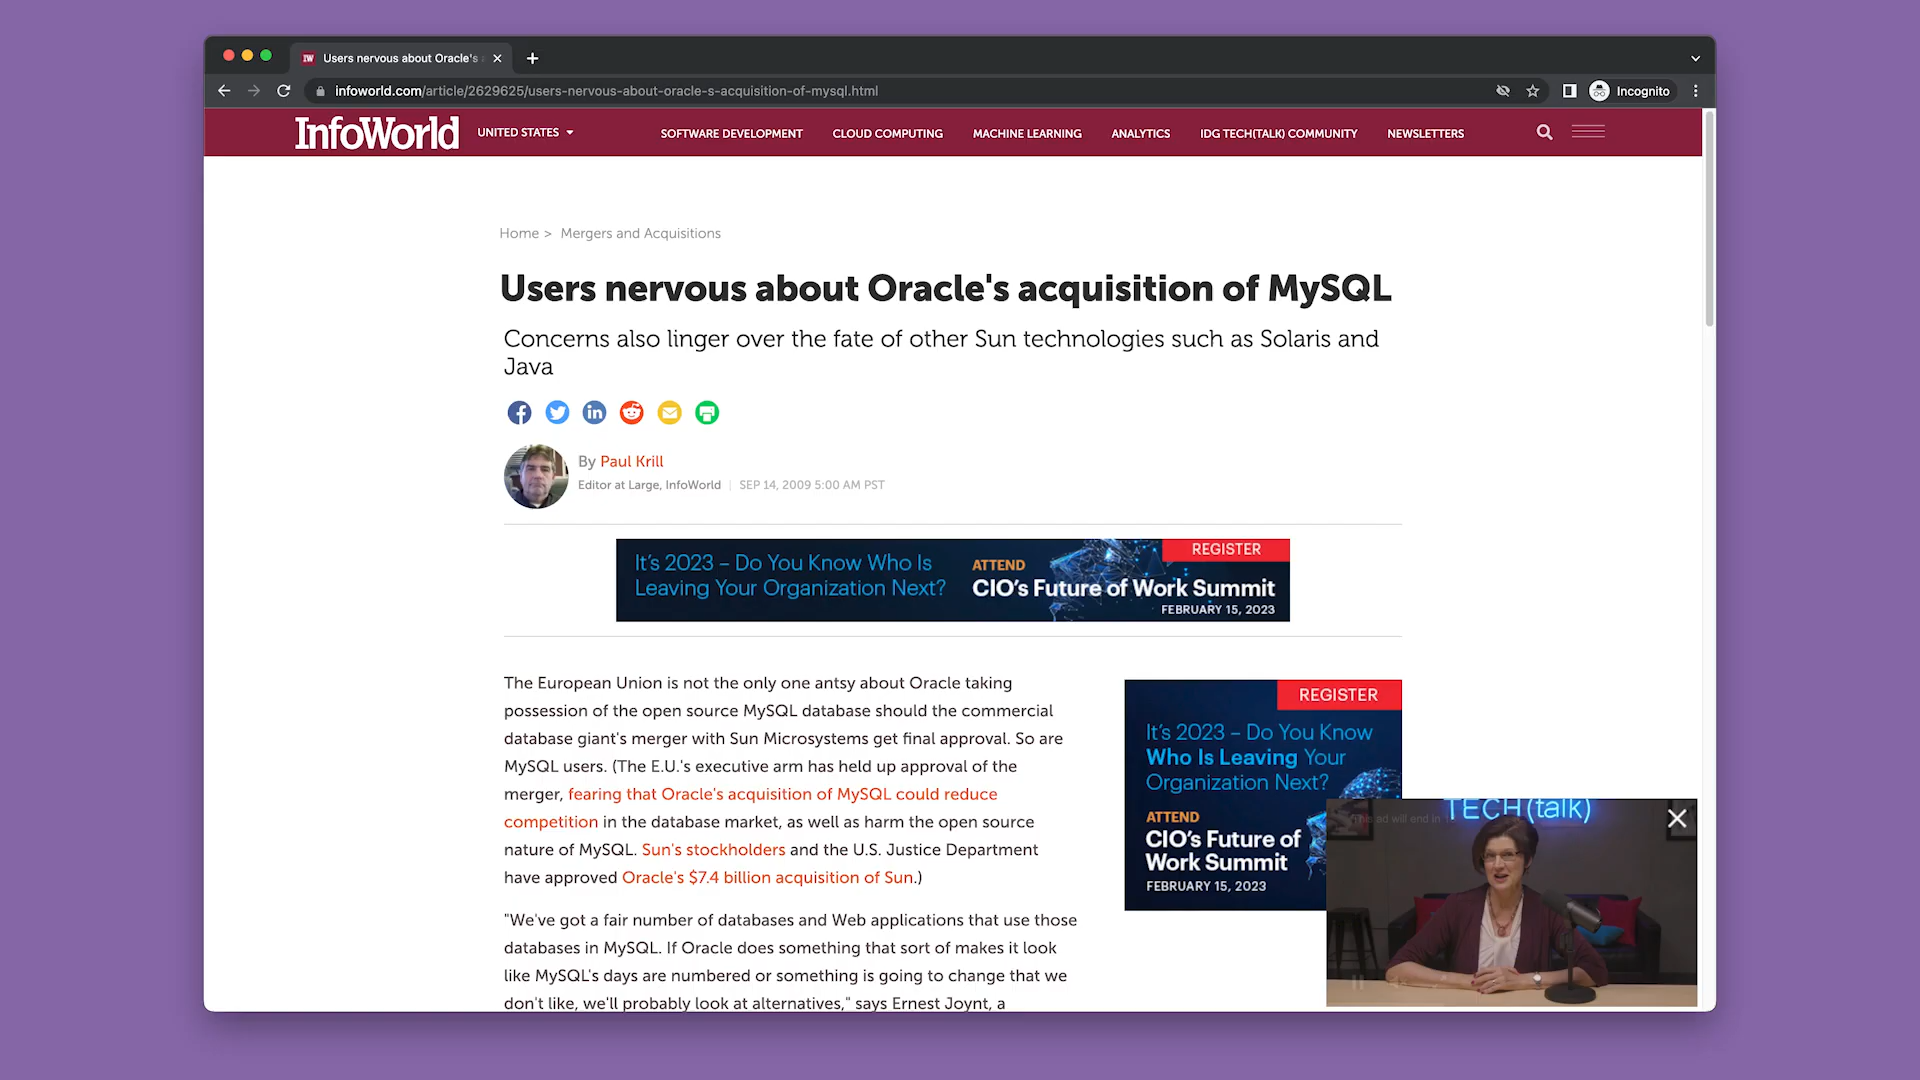 Users nervous about Oracle's
infoworld.com/article/2629625/users-nervous-about-oracle-s-acquisition-of-mysql.html
Incognito
InfoWorld
UNITED STATES
SOFTWARE DEVELOPMENT
CLOUD COMPUTING
MACHINE LEARNING
ANALYTICS
IDG TECH(TALK) COMMUNITY
NEWSLETTERS
Home > Mergers and Acquisitions
Users nervous about Oracle's acquisition of MySQL
Concerns also linger over the fate of other Sun technologies such as Solaris and
Java
By Paul Krill
Editor at Large, InfoWorld | SEP 14, 2009 5:00 AM PST
It's 2023 – Do You Know Who Is
Leaving Your Organization Next?
ATTEND
CIO's Future of Work Summit
FEBRUARY 15, 2023
REGISTER
The European Union is not the only one antsy about Oracle taking
possession of the open source MySQL database should the commercial
database giant's merger with Sun Microsystems get final approval. So are
MySQL users. (The E.U.'s executive arm has held up approval of the
merger, fearing that Oracle's acquisition of MySQL could reduce
competition in the database market, as well as harm the open source
nature of MySQL. Sun's stockholders and the U.S. Justice Department
have approved Oracle's $7.4 billion acquisition of Sun.)
"We've got a fair number of databases and Web applications that use those
databases in MySQL. If Oracle does something that sort of makes it look
like MySQL's days are numbered or something is going to change that we
don't like, we'll probably look at alternatives," says Ernest Joynt, a
REGISTER
It's 2023 – Do You Know
Who Is Leaving Your
Organization Next?
ATTEND
CIO's Future of
Work Summit
FEBRUARY 15, 2023
TECH(talk)
This ad will end in